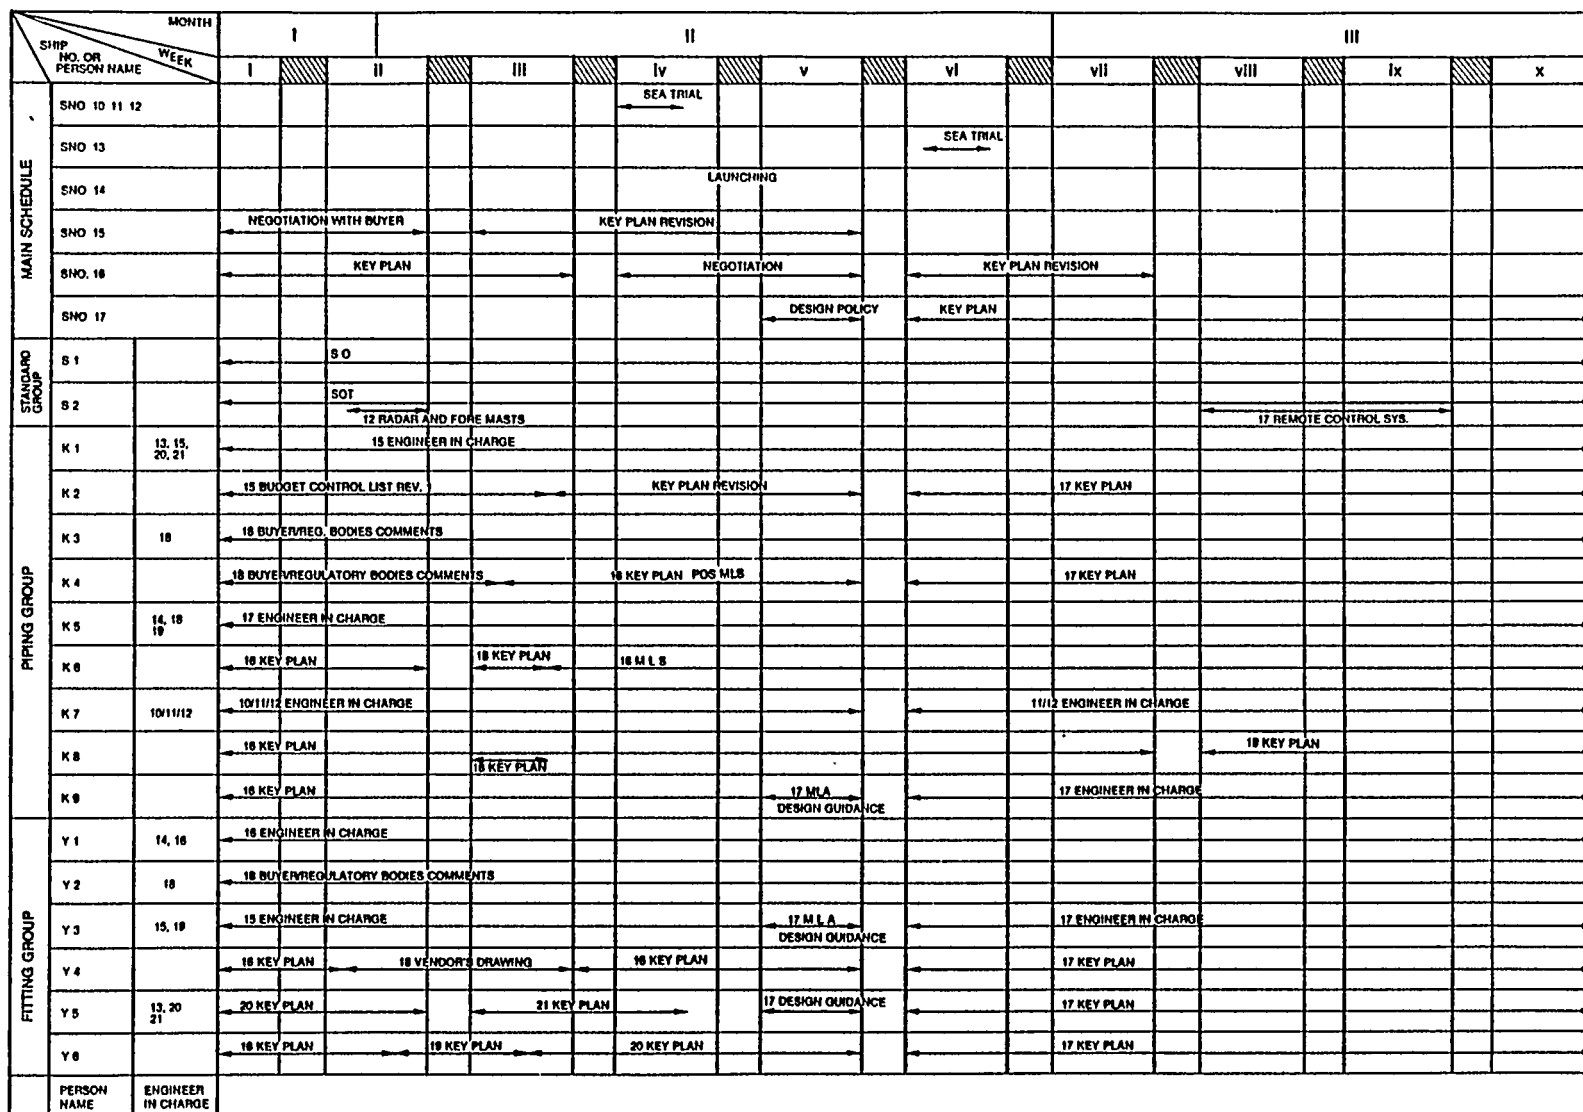 MONTH
I II III
SHIP
NO. OR
PERSON NAME
WEEK
i ii iii iv v vi vii viii ix x
MAIN SCHEDULE
SNO 10 11 12
SEA TRIAL
SNO 13
SEA TRIAL
SNO 14
LAUNCHING
SNO 15
NEGOTIATION WITH BUYER
KEY PLAN REVISION
SNO. 16
KEY PLAN
NEGOTIATION
KEY PLAN REVISION
SNO 17
DESIGN POLICY
KEY PLAN
STANDARD
GROUP
S 1
S O
S 2
SOT
12 RADAR AND FORE MASTS
17 REMOTE CONTROL SYS.
PIPING GROUP
K 1
13, 15,
20, 21
15 ENGINEER IN CHARGE
K 2
15 BUDGET CONTROL LIST REV.
KEY PLAN REVISION
17 KEY PLAN
K 3
18
18 BUYER/REG. BODIES COMMENTS
K 4
18 BUYER/REGULATORY BODIES COMMENTS
16 KEY PLAN POS MLS
17 KEY PLAN
K 5
14, 18
19
17 ENGINEER IN CHARGE
K 6
16 KEY PLAN
KEY PLAN
16 M L S
K 7
10/11/12
10/11/12 ENGINEER IN CHARGE
11/12 ENGINEER IN CHARGE
K 8
16 KEY PLAN
KEY PLAN
KEY PLAN
K 9
16 KEY PLAN
17 MLA
DESIGN GUIDANCE
17 ENGINEER IN CHARGE
FITTING GROUP
Y 1
14, 16
16 ENGINEER IN CHARGE
Y 2
18
18 BUYER/REGULATORY BODIES COMMENTS
Y 3
15, 19
15 ENGINEER IN CHARGE
17 M L A
DESIGN GUIDANCE
17 ENGINEER IN CHARGE
Y 4
KEY PLAN
VENDOR'S DRAWING
16 KEY PLAN
17 KEY PLAN
Y 5
13, 20
21
20 KEY PLAN
21 KEY PLAN
17 DESIGN GUIDANCE
17 KEY PLAN
Y 6
KEY PLAN
19 KEY PLAN
20 KEY PLAN
17 KEY PLAN
PERSON
NAME
ENGINEER
IN CHARGE